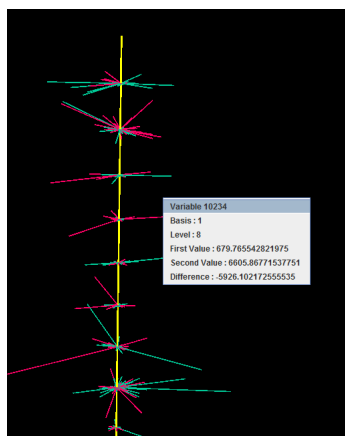 Variable 10234
Basis : 1
Level : 8
First Value : 679.765542821975
Second Value : 6605.86771537751
Difference : -5926.102172555535